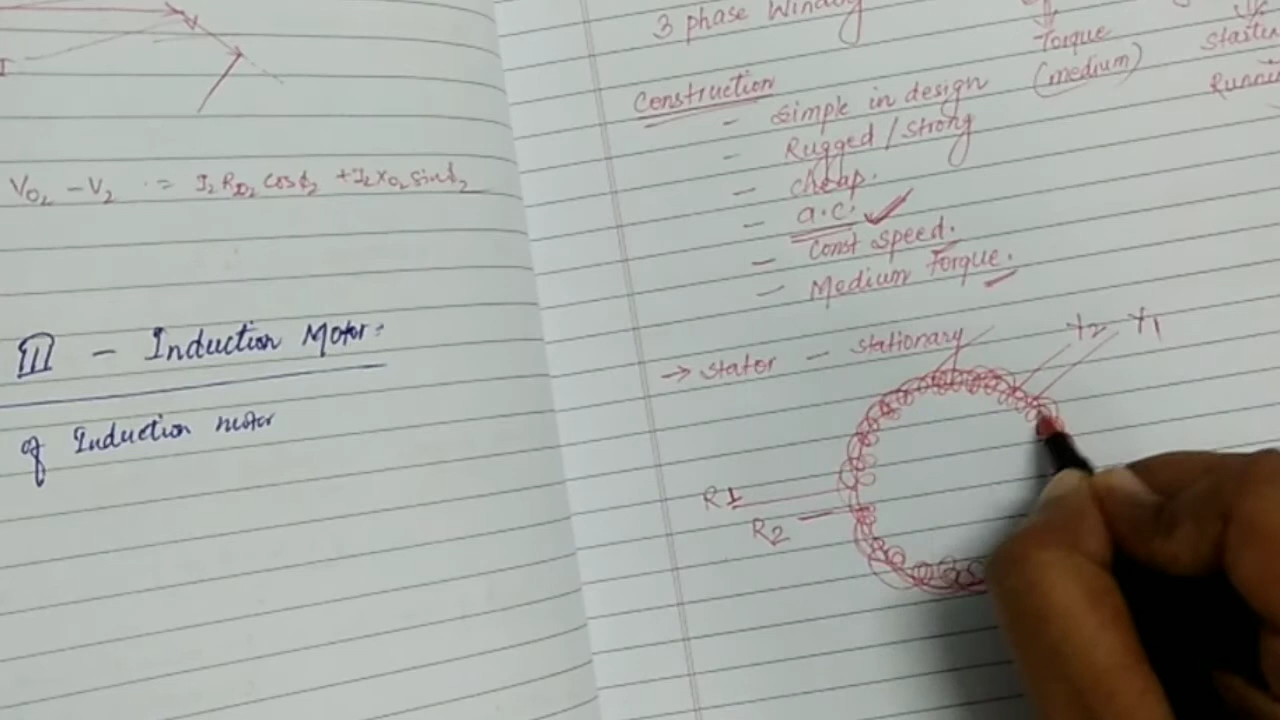 V₀₂ - V₂ = I₂ R₀₂ cosϕ₂ + I₂ X₀₂ sinϕ₂
III - Induction Motor:
of Induction motor
3 phase Winding
Torque
(medium)
Construction
- Simple in design
- Rugged / Strong
- cheap.
- a.c. ✓
- Const speed.
- Medium Torque.
→ Stator - stationary
Y2 Y1
R1
R2